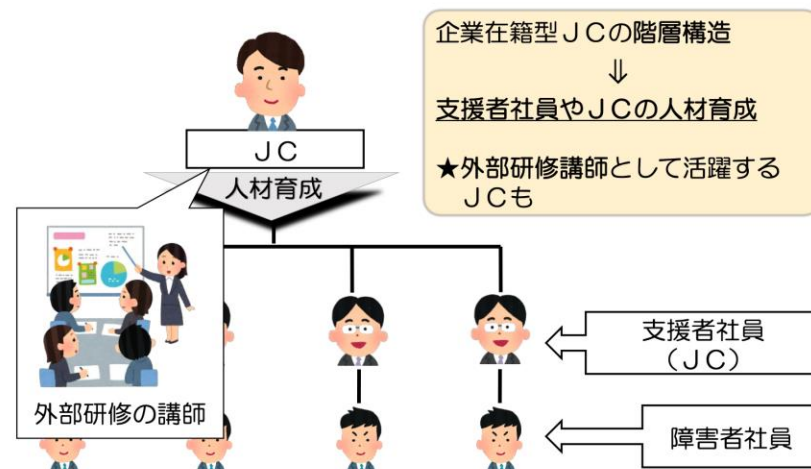 企業在籍型ＪＣの階層構造
⇓
支援者社員やＪＣの人材育成
★外部研修講師として活躍する
ＪＣも
ＪＣ
人材育成
外部研修の講師
支援者社員
（ＪＣ）
障害者社員